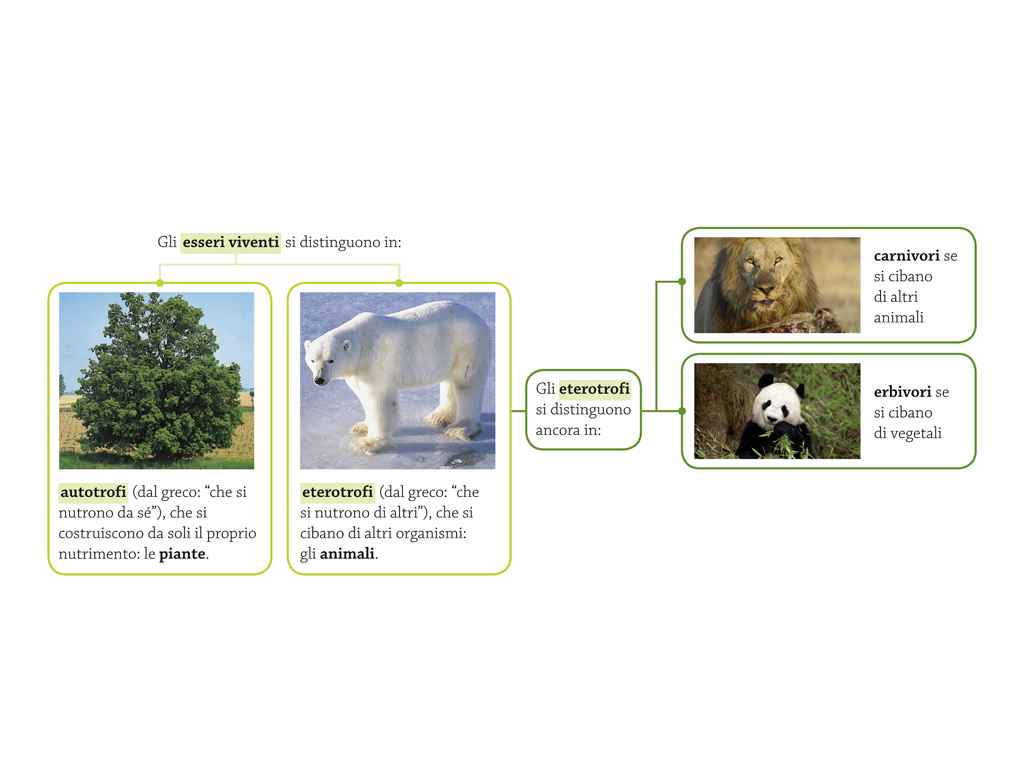 Gli esseri viventi si distinguono in:
autotrofi (dal greco: “che si
nutrono da sé”), che si
costruiscono da soli il proprio
nutrimento: le piante.
eterotrofi (dal greco: “che
si nutrono di altri”), che si
cibano di altri organismi:
gli animali.
Gli eterotrofi
si distinguono
ancora in:
carnivori se
si cibano
di altri
animali
erbivori se
si cibano
di vegetali